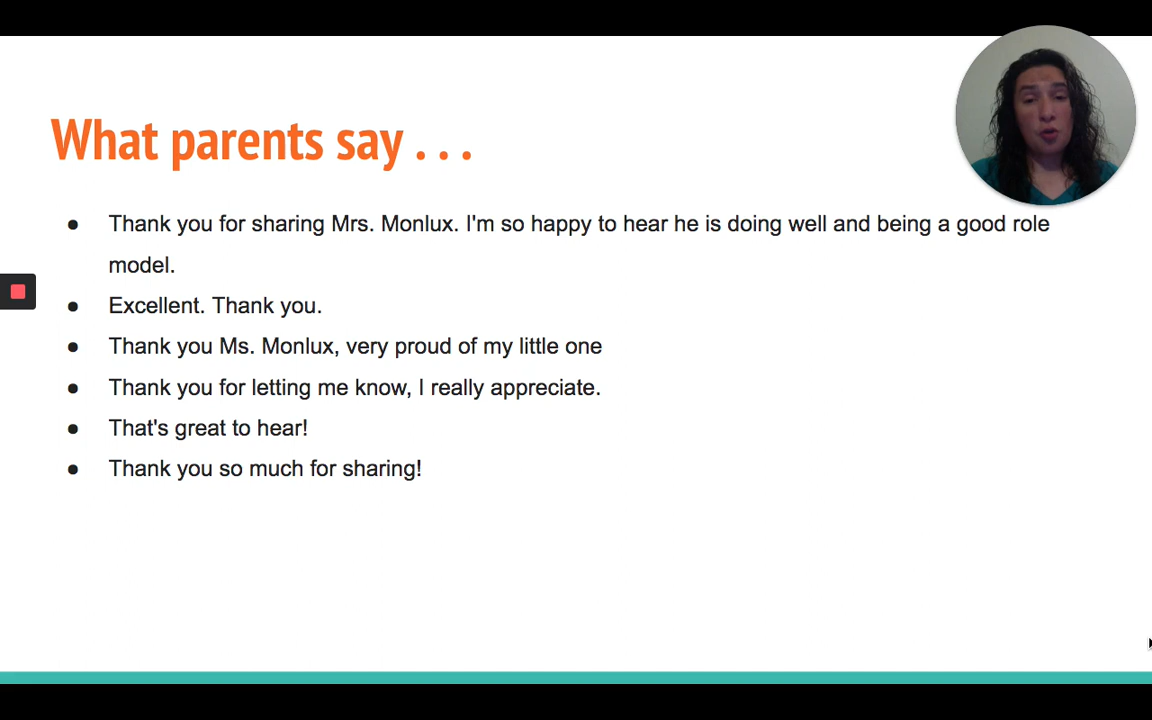 What parents say . . .
● Thank you for sharing Mrs. Monlux. I'm so happy to hear he is doing well and being a good role
model.
● Excellent. Thank you.
● Thank you Ms. Monlux, very proud of my little one
● Thank you for letting me know, I really appreciate.
● That's great to hear!
● Thank you so much for sharing!